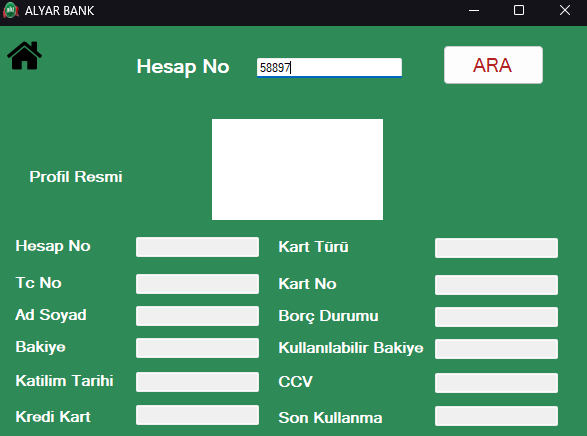 ALYAR BANK
Hesap No 58897 ARA
Profil Resmi
Hesap No Kart Türü
Tc No Kart No
Ad Soyad Borç Durumu
Bakiye Kullanılabilir Bakiye
Katilim Tarihi CCV
Kredi Kart Son Kullanma